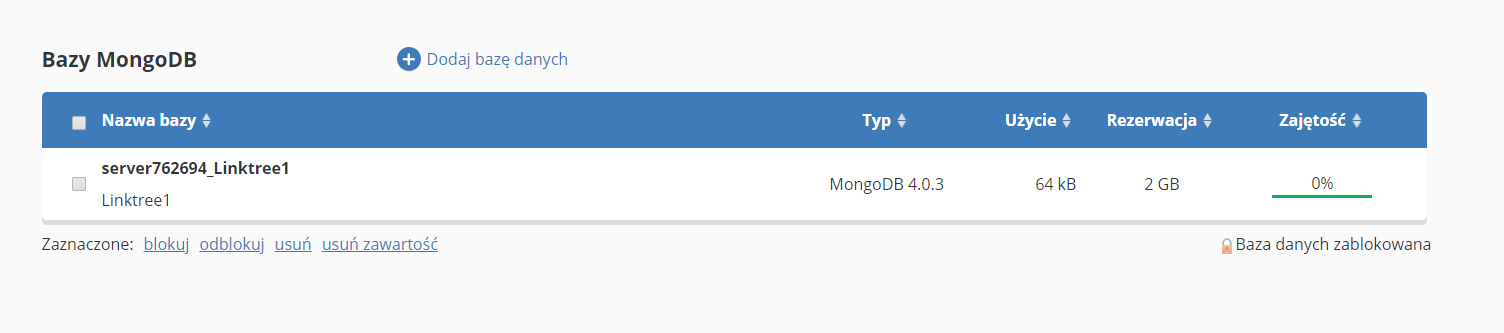 Bazy MongoDB Dodaj bazę danych
Nazwa bazy Typ Użycie Rezerwacja Zajętość
server762694_Linktree1
Linktree1 MongoDB 4.0.3 64 kB 2 GB 0%
Zaznaczone: blokuj odblokuj usuń usuń zawartość Baza danych zablokowana